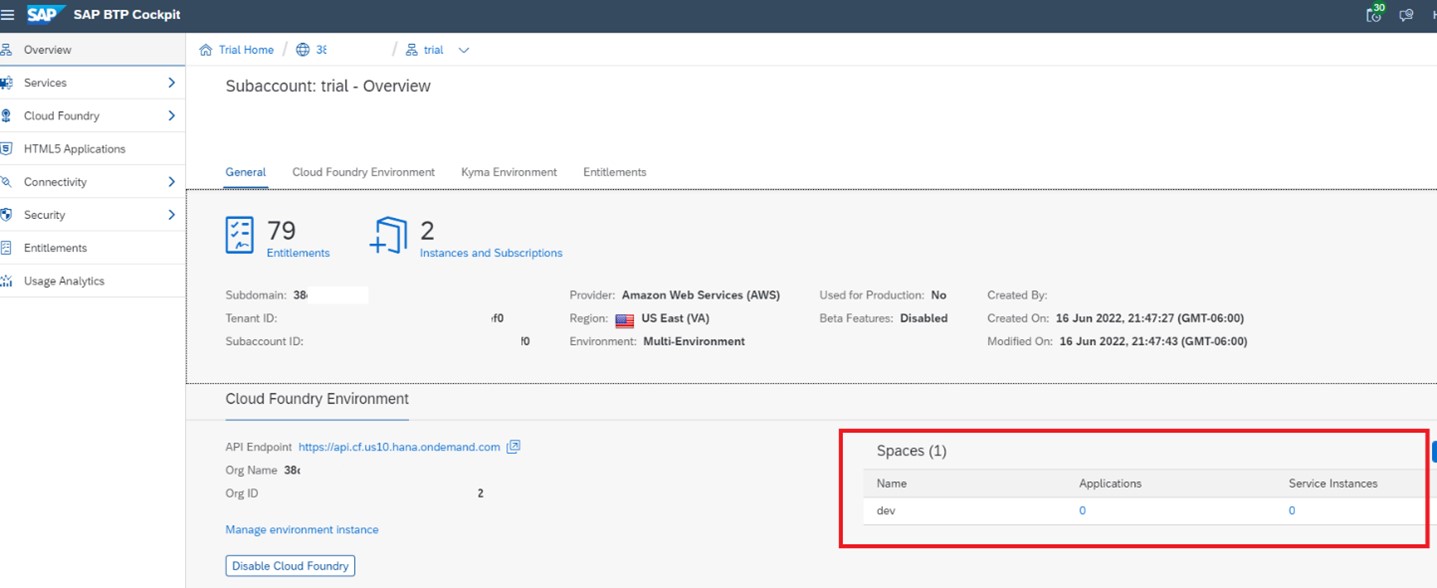 SAP SAP BTP Cockpit 30
Overview
Services
Cloud Foundry
HTML5 Applications
Connectivity
Security
Entitlements
Usage Analytics
Trial Home / 38 / trial
Subaccount: trial - Overview
General Cloud Foundry Environment Kyma Environment Entitlements
79 Entitlements
2 Instances and Subscriptions
Subdomain: 38 Provider: Amazon Web Services (AWS) Used for Production: No Created By:
Tenant ID: f0 Region: US East (VA) Beta Features: Disabled Created On: 16 Jun 2022, 21:47:27 (GMT-06:00)
Subaccount ID: f0 Environment: Multi-Environment Modified On: 16 Jun 2022, 21:47:43 (GMT-06:00)
Cloud Foundry Environment
API Endpoint https://api.cf.us10.hana.ondemand.com
Org Name 38
Org ID 2
Manage environment instance
Disable Cloud Foundry
Spaces (1)
Name Applications Service Instances
dev 0 0